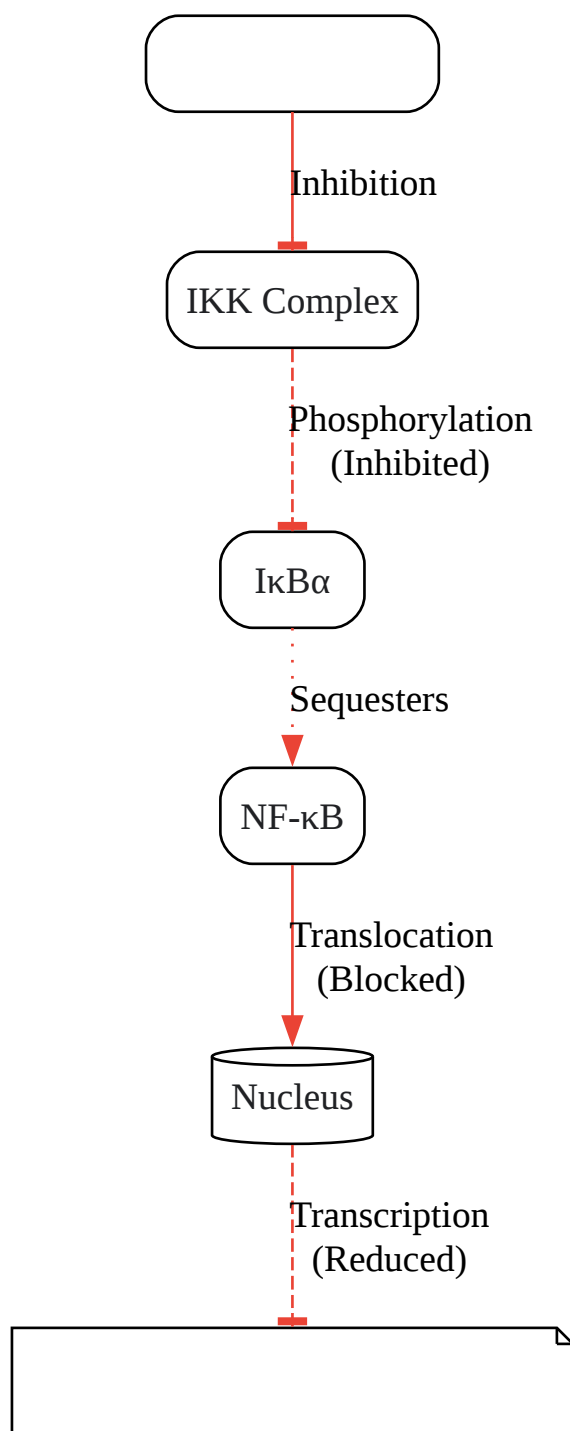 Inhibition
IKK Complex
Phosphorylation
(Inhibited)
IκBα
Sequesters
NF-κB
Translocation
(Blocked)
Nucleus
Transcription
(Reduced)